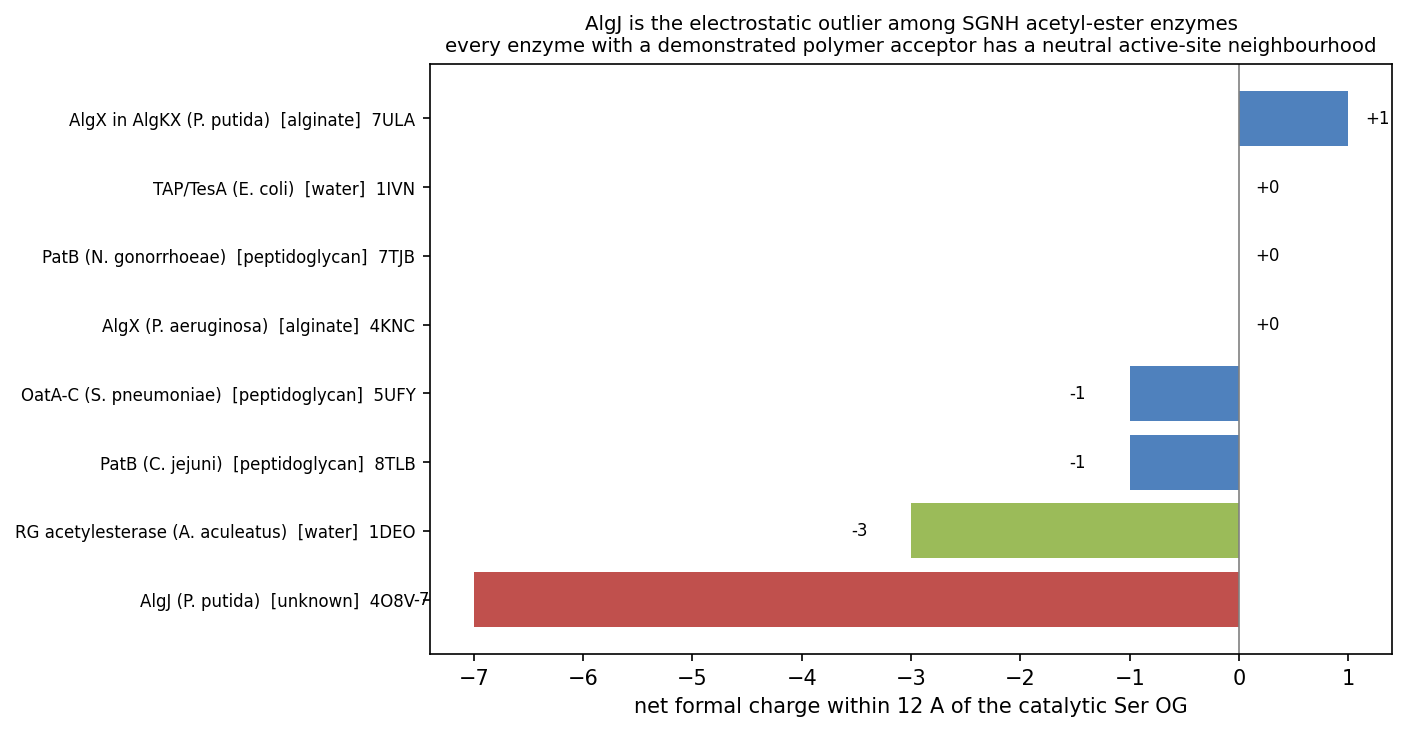 AlgJ is the electrostatic outlier among SGNH acetyl-ester enzymes
every enzyme with a demonstrated polymer acceptor has a neutral active-site neighbourhood
AlgX in AlgKX (P. putida)  [alginate]  7ULA
+1
TAP/TesA (E. coli)  [water]  1IVN
+0
PatB (N. gonorrhoeae)  [peptidoglycan]  7TJB
+0
AlgX (P. aeruginosa)  [alginate]  4KNC
+0
OatA-C (S. pneumoniae)  [peptidoglycan]  5UFY
-1
PatB (C. jejuni)  [peptidoglycan]  8TLB
-1
RG acetylesterase (A. aculeatus)  [water]  1DEO
-3
AlgJ (P. putida)  [unknown]  4O8V
-7
−7 −6 −5 −4 −3 −2 −1 0 1
net formal charge within 12 A of the catalytic Ser OG